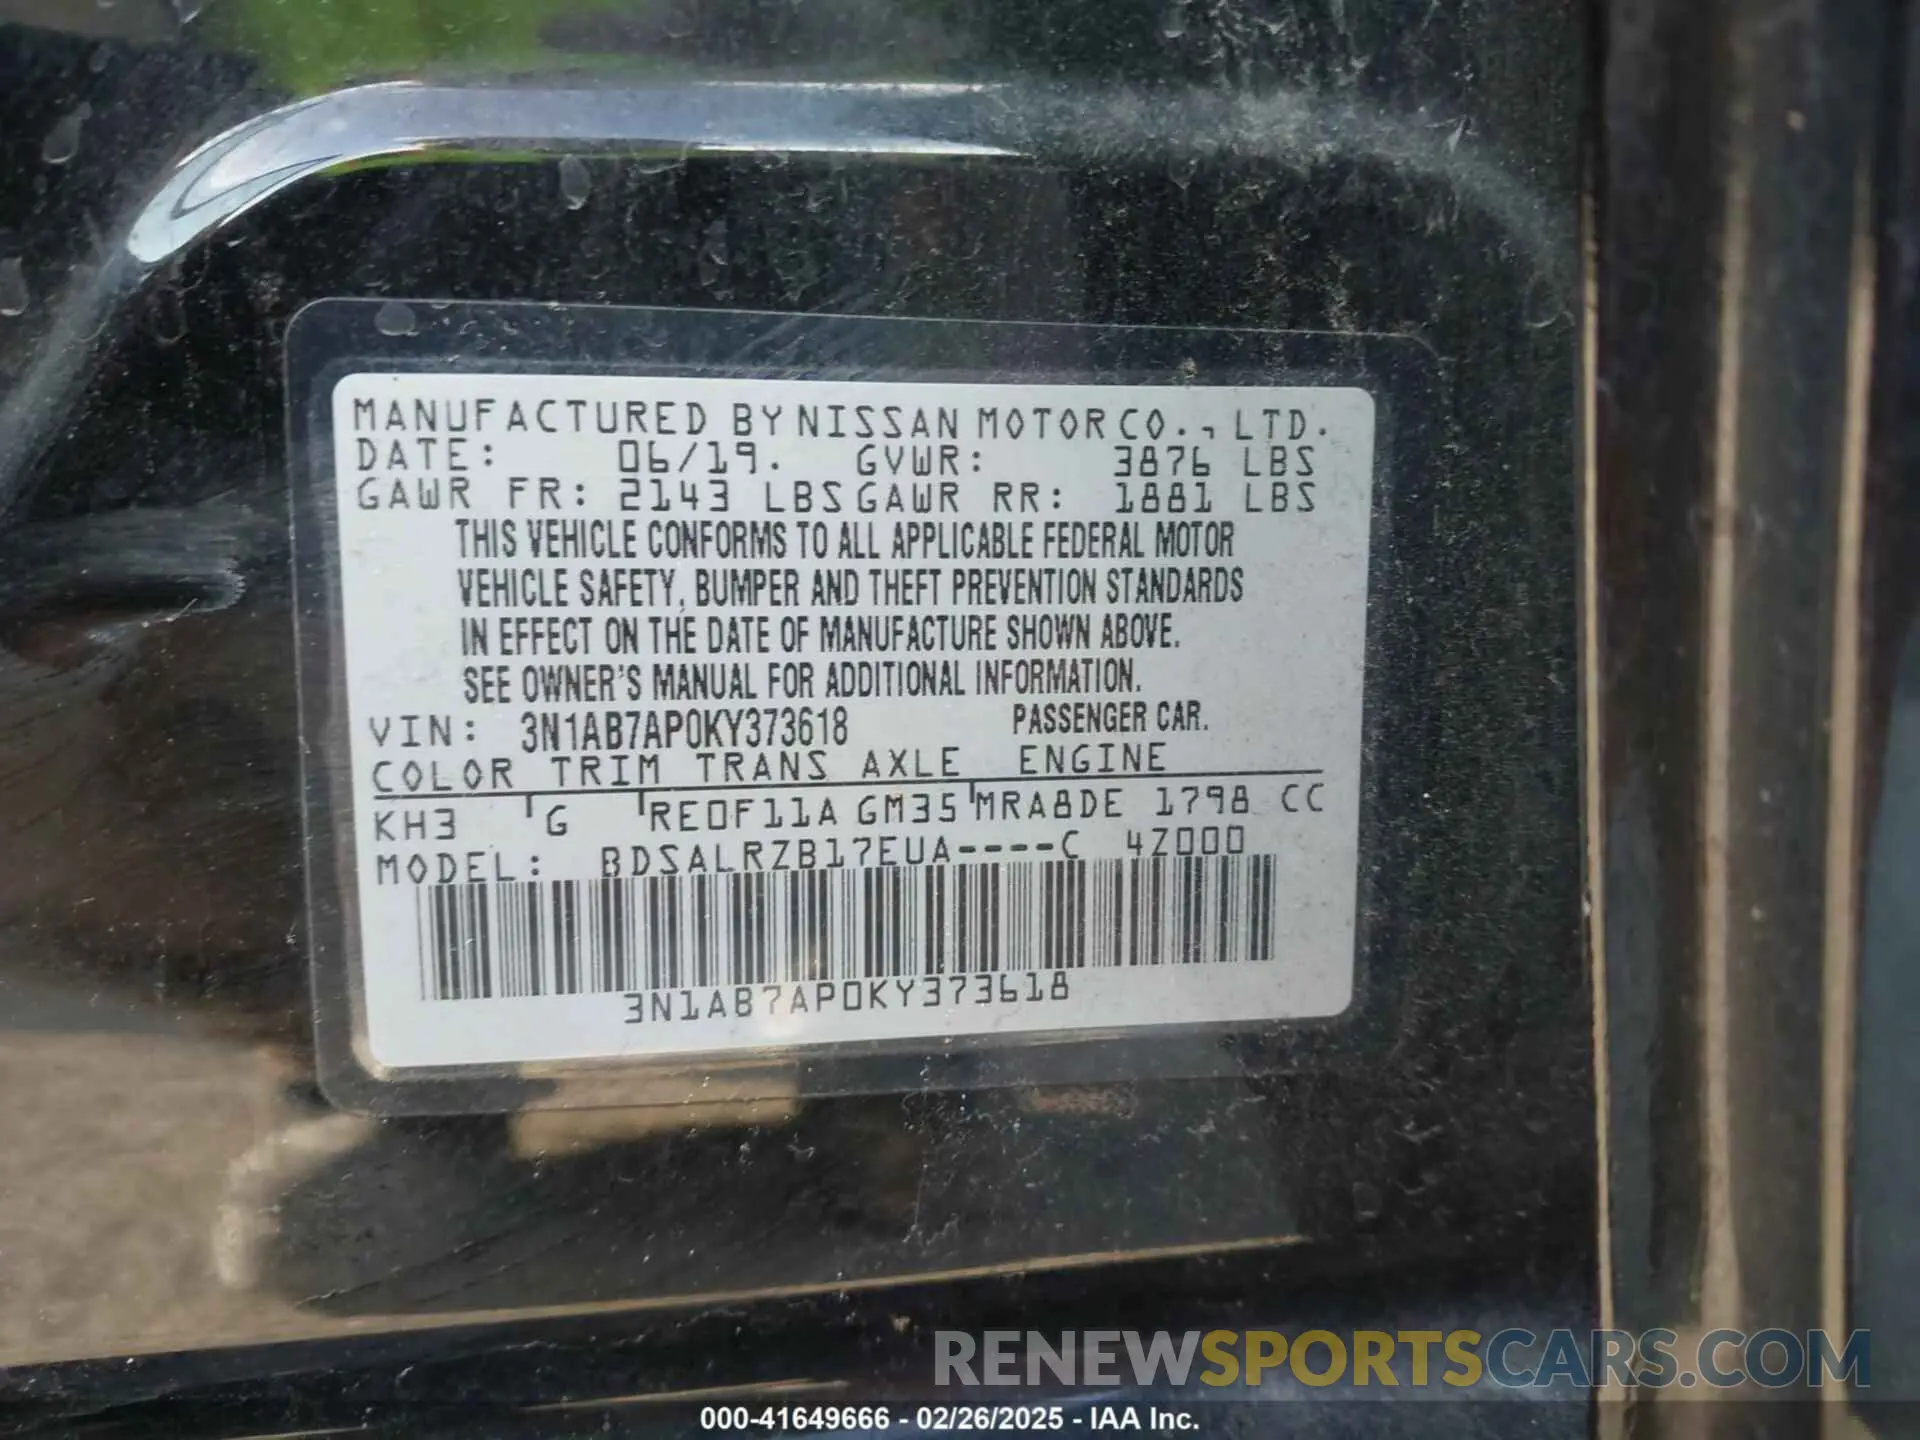 MANUFACTURED BY NISSAN MOTOR CO., LTD.
DATE: 06/19. GVWR: 3876 LBS
GAWR FR: 2143 LBS GAWR RR: 1881 LBS
THIS VEHICLE CONFORMS TO ALL APPLICABLE FEDERAL MOTOR
VEHICLE SAFETY, BUMPER AND THEFT PREVENTION STANDARDS
IN EFFECT ON THE DATE OF MANUFACTURE SHOWN ABOVE.
SEE OWNER'S MANUAL FOR ADDITIONAL INFORMATION.
VIN: 3N1AB7AP0KY373618 PASSENGER CAR.
COLOR TRIM TRANS AXLE ENGINE
KH3 G RE0F11A GM35 MRA8DE 1798 CC
MODEL: BDSALRZB17EUA----C 4Z000
3N1AB7AP0KY373618
RENEWSPORTSCARS.COM
000-41649666 - 02/26/2025 - IAA Inc.